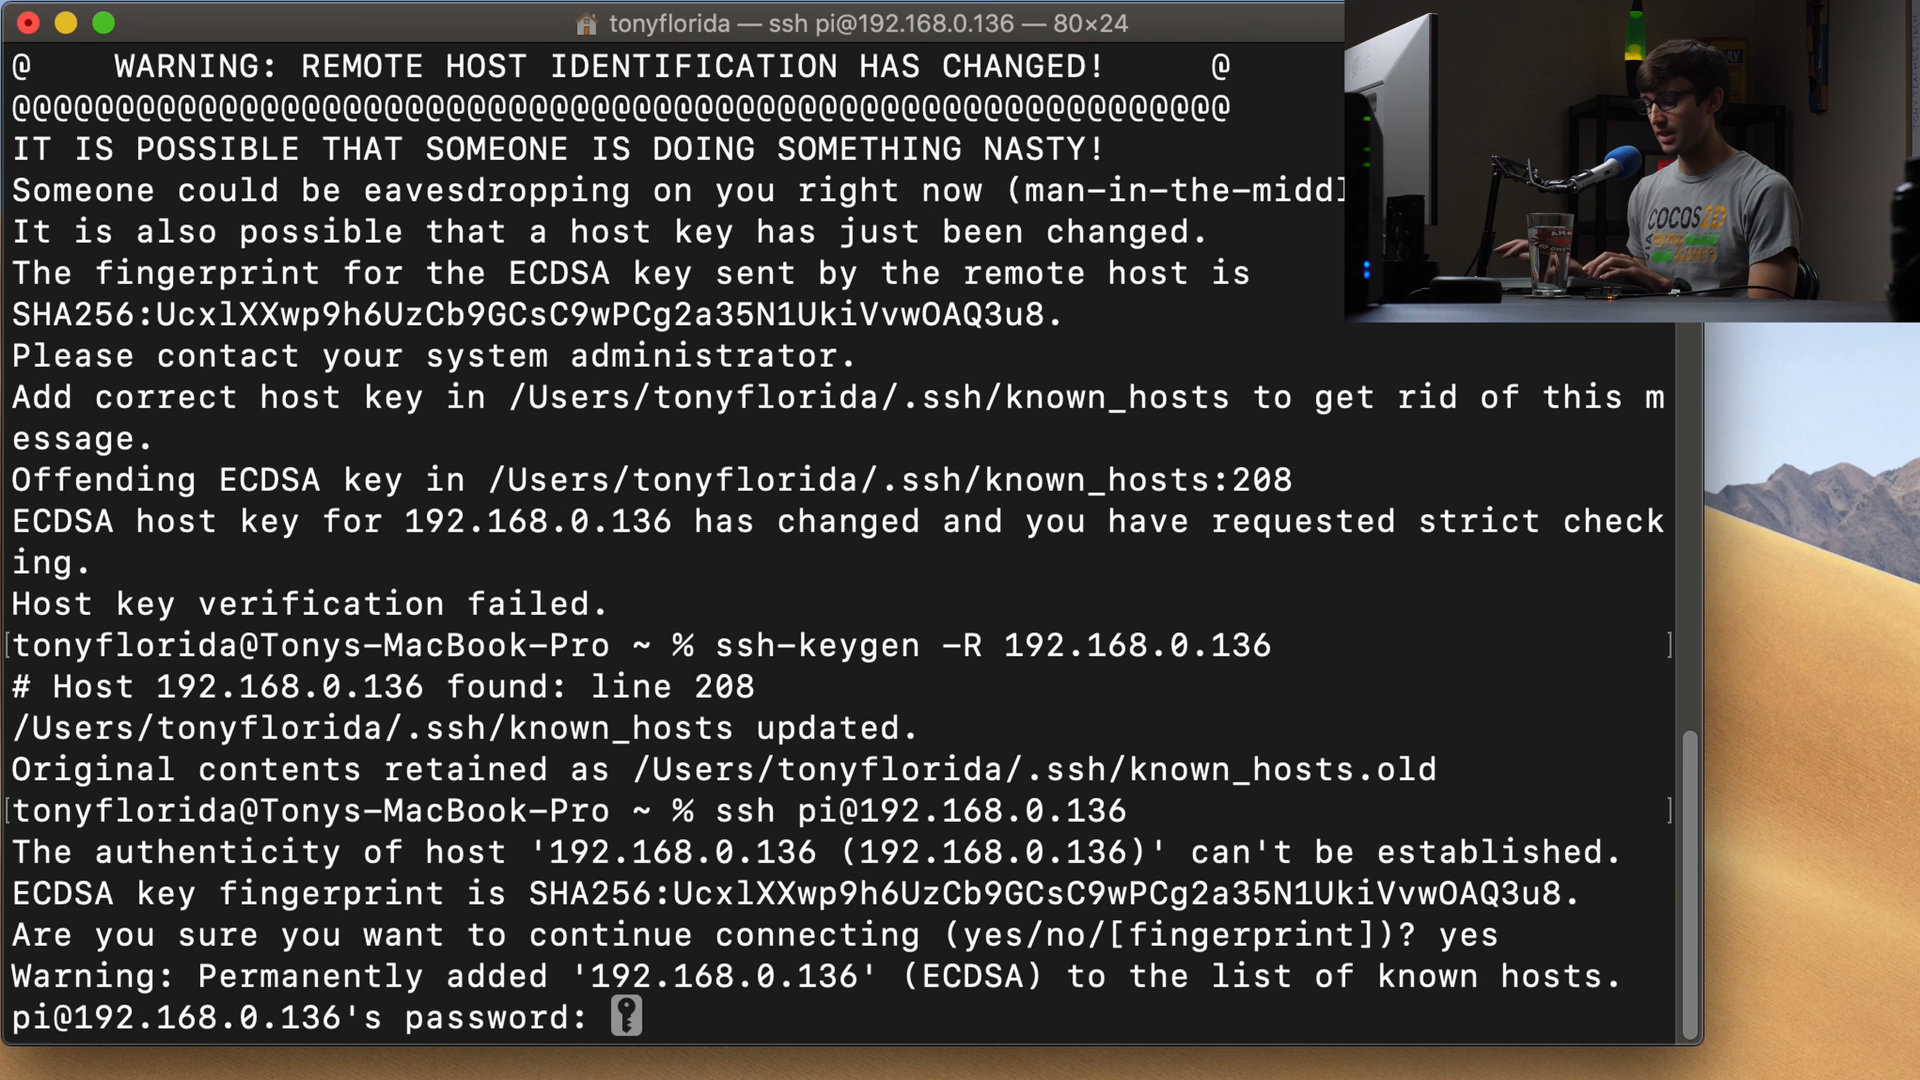 tonyflorida — ssh pi@192.168.0.136 — 80×24
@    WARNING: REMOTE HOST IDENTIFICATION HAS CHANGED!     @
@@@@@@@@@@@@@@@@@@@@@@@@@@@@@@@@@@@@@@@@@@@@@@@@@@@@@@@@@@@
IT IS POSSIBLE THAT SOMEONE IS DOING SOMETHING NASTY!
Someone could be eavesdropping on you right now (man-in-the-middl
It is also possible that a host key has just been changed.
The fingerprint for the ECDSA key sent by the remote host is
SHA256:UcxlXXwp9h6UzCb9GCsC9wPCg2a35N1UkiVvwOAQ3u8.
Please contact your system administrator.
Add correct host key in /Users/tonyflorida/.ssh/known_hosts to get rid of this m
essage.
Offending ECDSA key in /Users/tonyflorida/.ssh/known_hosts:208
ECDSA host key for 192.168.0.136 has changed and you have requested strict check
ing.
Host key verification failed.
[tonyflorida@Tonys-MacBook-Pro ~ % ssh-keygen -R 192.168.0.136 ]
# Host 192.168.0.136 found: line 208
/Users/tonyflorida/.ssh/known_hosts updated.
Original contents retained as /Users/tonyflorida/.ssh/known_hosts.old
[tonyflorida@Tonys-MacBook-Pro ~ % ssh pi@192.168.0.136 ]
The authenticity of host '192.168.0.136 (192.168.0.136)' can't be established.
ECDSA key fingerprint is SHA256:UcxlXXwp9h6UzCb9GCsC9wPCg2a35N1UkiVvwOAQ3u8.
Are you sure you want to continue connecting (yes/no/[fingerprint])? yes
Warning: Permanently added '192.168.0.136' (ECDSA) to the list of known hosts.
pi@192.168.0.136's password:
COCOS2D